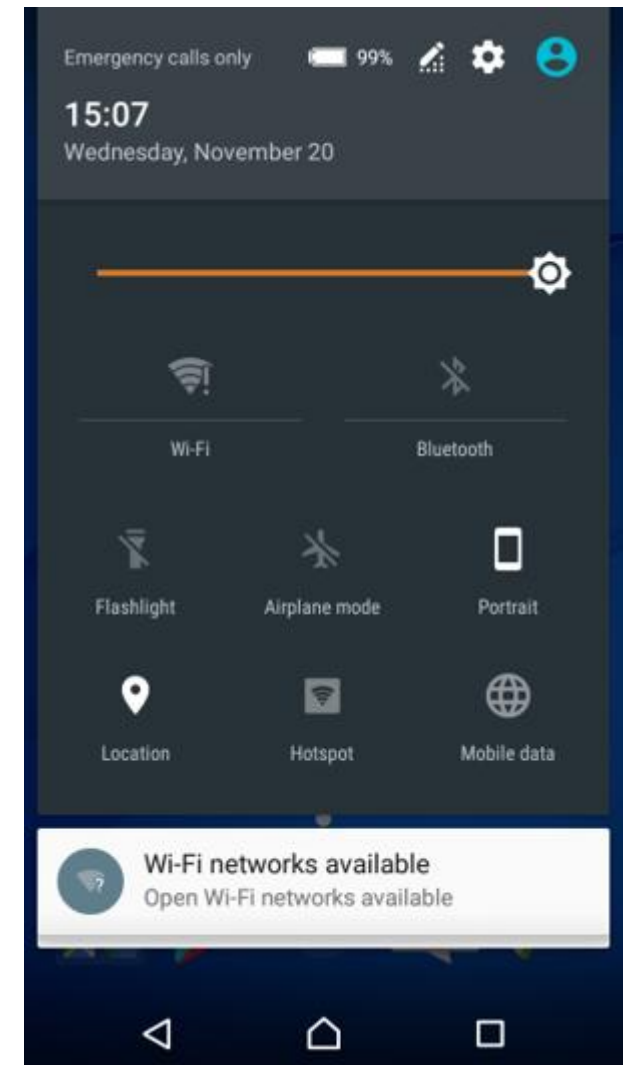 Emergency calls only 99%
15:07
Wednesday, November 20
Wi-Fi Bluetooth
Flashlight Airplane mode Portrait
Location Hotspot Mobile data
Wi-Fi networks available
Open Wi-Fi networks available